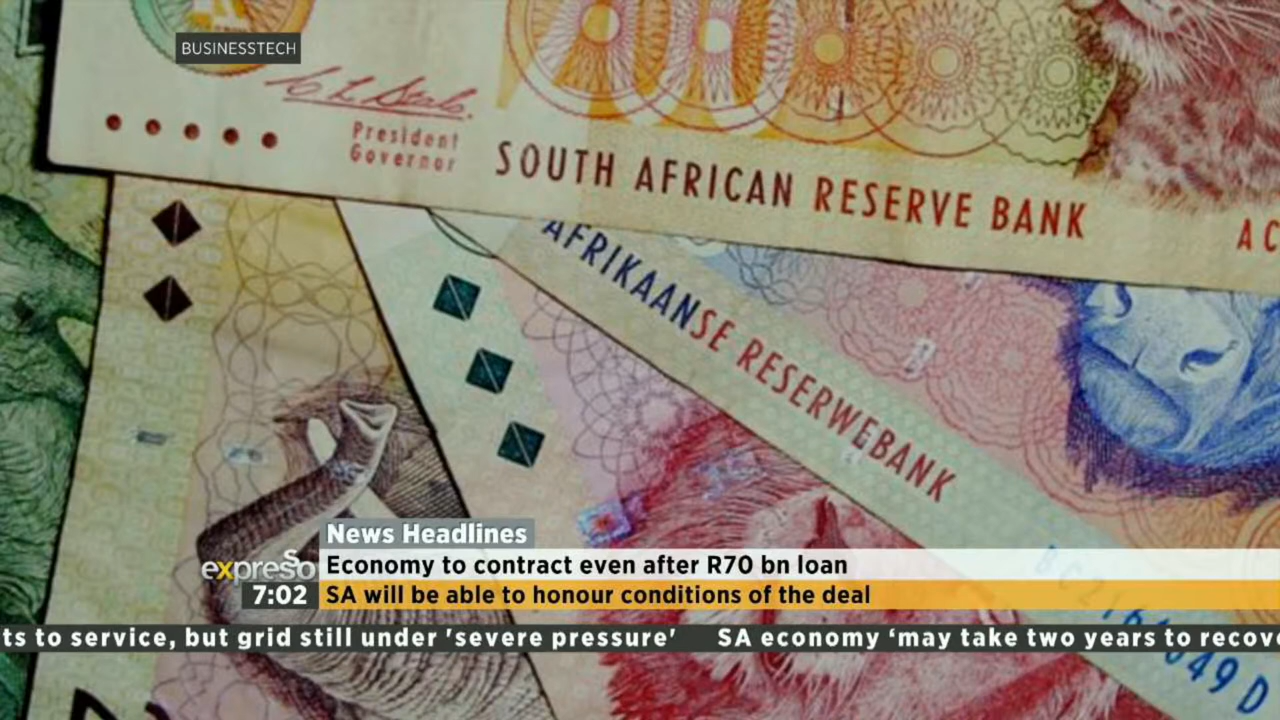 BUSINESSTECH
President
Governor
SOUTH AFRICAN RESERVE BANK
AFRIKAANSE RESERWEBANK
News Headlines
expresso
Economy to contract even after R70 bn loan
7:02
SA will be able to honour conditions of the deal
ts to service, but grid still under 'severe pressure' SA economy ‘may take two years to recov